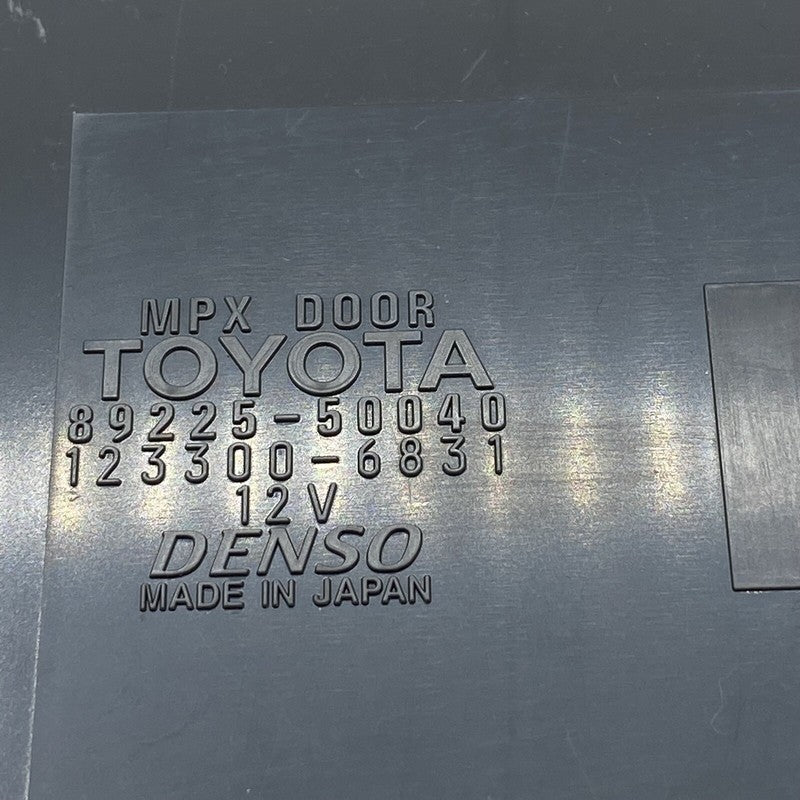 MPX DOOR
TOYOTA
89225-50040
123300-6831
12V
DENSO
MADE IN JAPAN